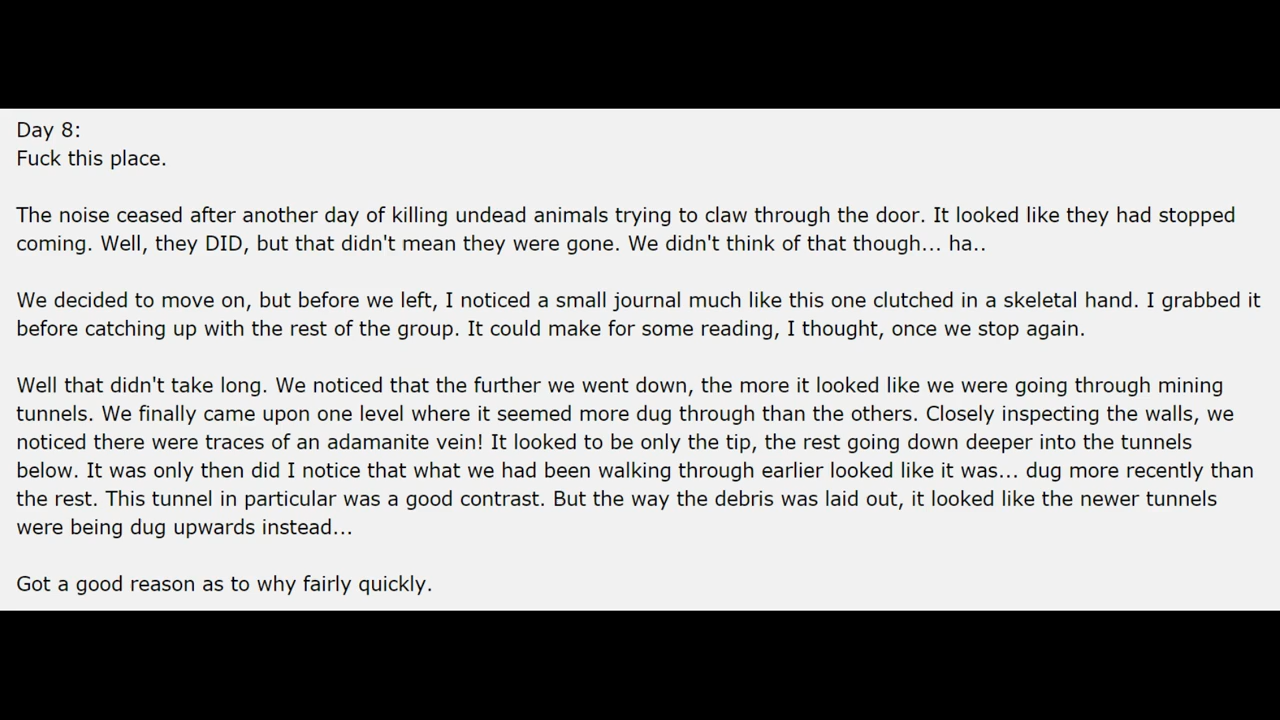 Day 8:
Fuck this place.
The noise ceased after another day of killing undead animals trying to claw through the door. It looked like they had stopped
coming. Well, they DID, but that didn't mean they were gone. We didn't think of that though... ha..
We decided to move on, but before we left, I noticed a small journal much like this one clutched in a skeletal hand. I grabbed it
before catching up with the rest of the group. It could make for some reading, I thought, once we stop again.
Well that didn't take long. We noticed that the further we went down, the more it looked like we were going through mining
tunnels. We finally came upon one level where it seemed more dug through than the others. Closely inspecting the walls, we
noticed there were traces of an adamanite vein! It looked to be only the tip, the rest going down deeper into the tunnels
below. It was only then did I notice that what we had been walking through earlier looked like it was... dug more recently than
the rest. This tunnel in particular was a good contrast. But the way the debris was laid out, it looked like the newer tunnels
were being dug upwards instead...
Got a good reason as to why fairly quickly.